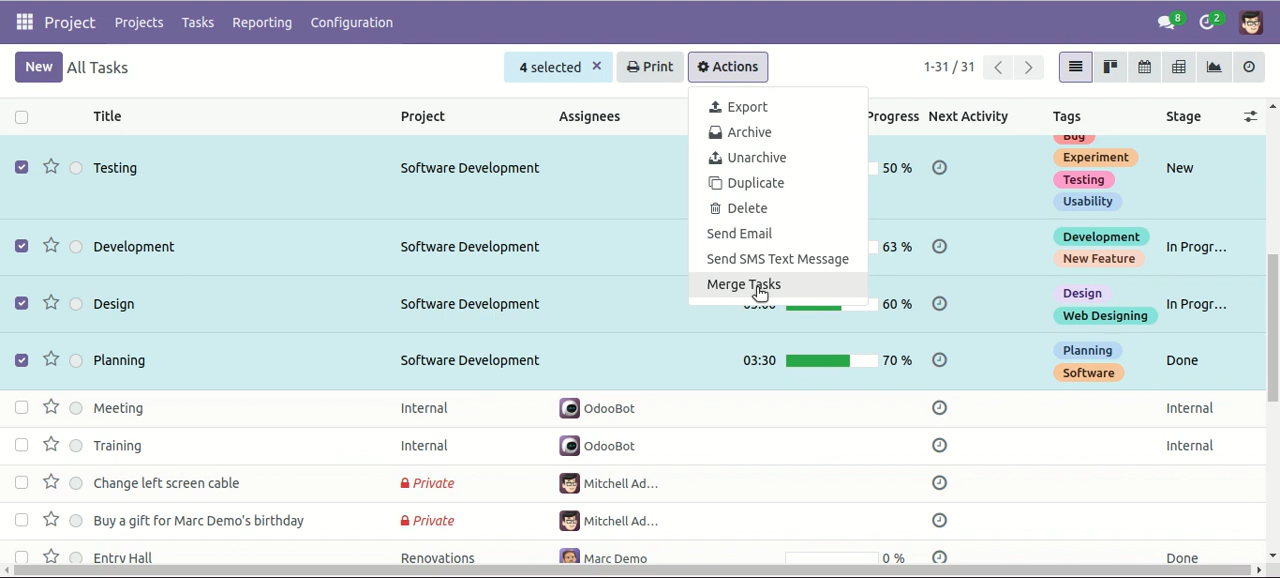 Project Projects Tasks Reporting Configuration 8 2
New All Tasks 4 selected × Print Actions 1-31 / 31
Title Project Assignees Progress Next Activity Tags Stage
Export
Archive
Unarchive
Duplicate
Delete
Send Email
Send SMS Text Message
Merge Tasks
Bug
Testing Software Development 50 % Experiment New
Testing
Usability
Development Software Development 63 % Development In Progr...
New Feature
Design Software Development 60 % Design In Progr...
Web Designing
Planning Software Development 03:30 70 % Planning Done
Software
Meeting Internal OdooBot Internal
Training Internal OdooBot Internal
Change left screen cable Private Mitchell Ad...
Buy a gift for Marc Demo's birthday Private Mitchell Ad...
Entry Hall Renovations Marc Demo 0 % Done